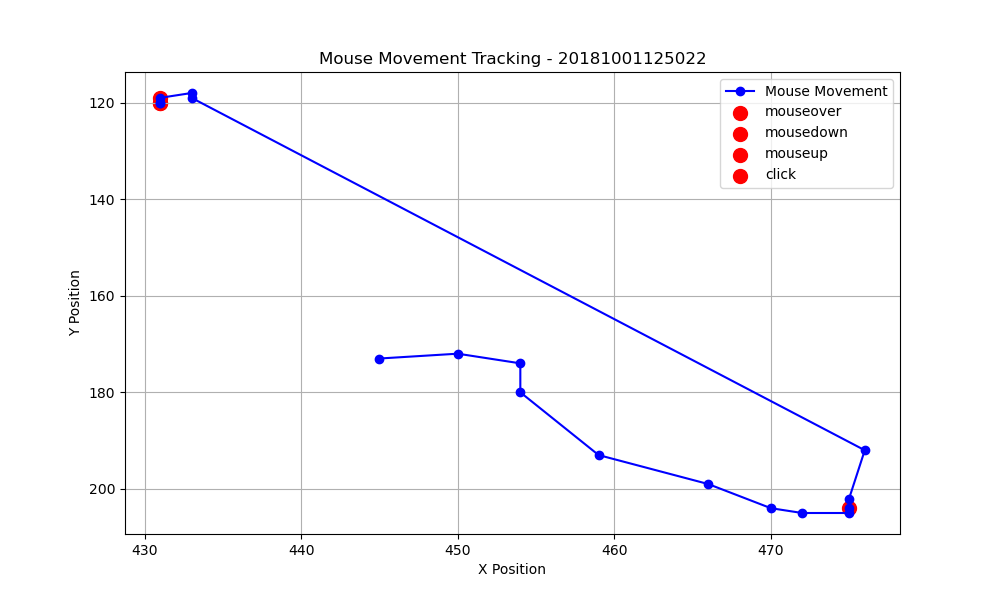 Mouse Movement Tracking - 20181001125022
Mouse Movement
mouseover
mousedown
mouseup
click
120
140
160
180
200
Y Position
430
440
450
460
470
X Position